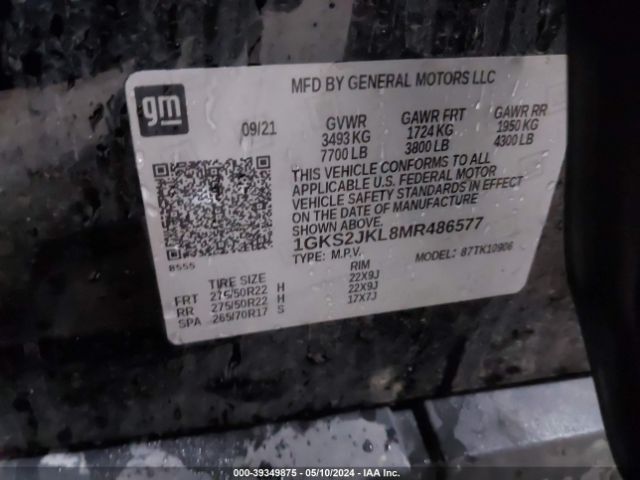 gm
MFD BY GENERAL MOTORS LLC
09/21 GVWR GAWR FRT GAWR RR
3493 KG 1724 KG 1950 KG
7700 LB 3800 LB 4300 LB
THIS VEHICLE CONFORMS TO ALL
APPLICABLE U.S. FEDERAL MOTOR
VEHICLE SAFETY STANDARDS IN EFFECT
ON THE DATE OF MANUFACTURE
SHOWN ABOVE.
1GKS2JKL8MR486577
TYPE: M.P.V. MODEL: 87TK10906
8555
TIRE SIZE RIM
FRT 275/50R22 H 22X9J
RR 275/50R22 H 22X9J
SPA 265/70R17 S 17X7J
000-39349875 - 05/10/2024 - IAA Inc.